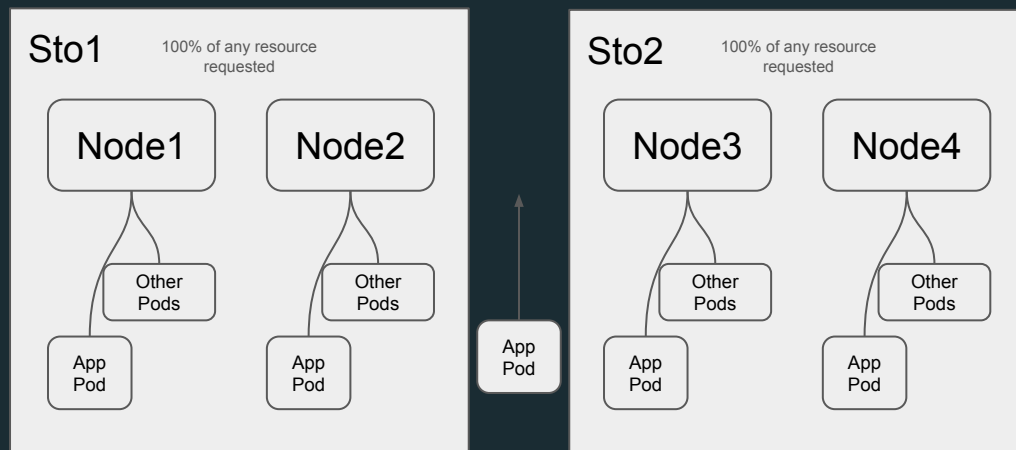 Sto1
100% of any resource
requested
Node1
Node2
Other
Pods
Other
Pods
App
Pod
App
Pod
App
Pod
Sto2
100% of any resource
requested
Node3
Node4
Other
Pods
Other
Pods
App
Pod
App
Pod